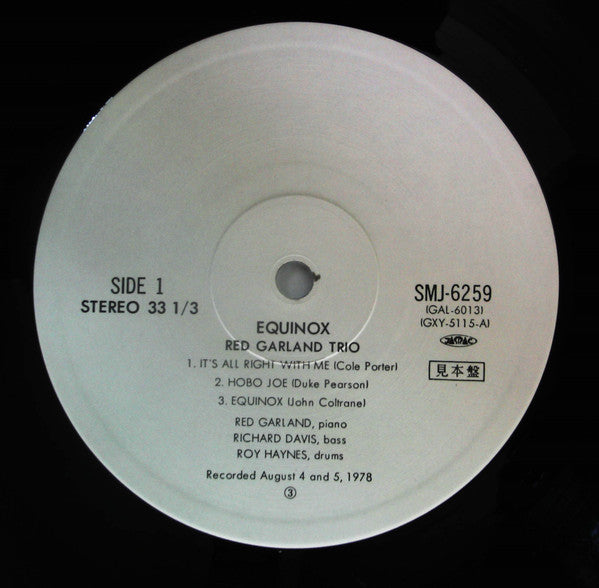 SIDE 1
STEREO 33 1/3
SMJ-6259
(GAL-6013)
(GXY-5115-A)
JASRAC
見本盤
EQUINOX
RED GARLAND TRIO
1. IT'S ALL RIGHT WITH ME (Cole Porter)
2. HOBO JOE (Duke Pearson)
3. EQUINOX (John Coltrane)
RED GARLAND, piano
RICHARD DAVIS, bass
ROY HAYNES, drums
Recorded August 4 and 5, 1978
③